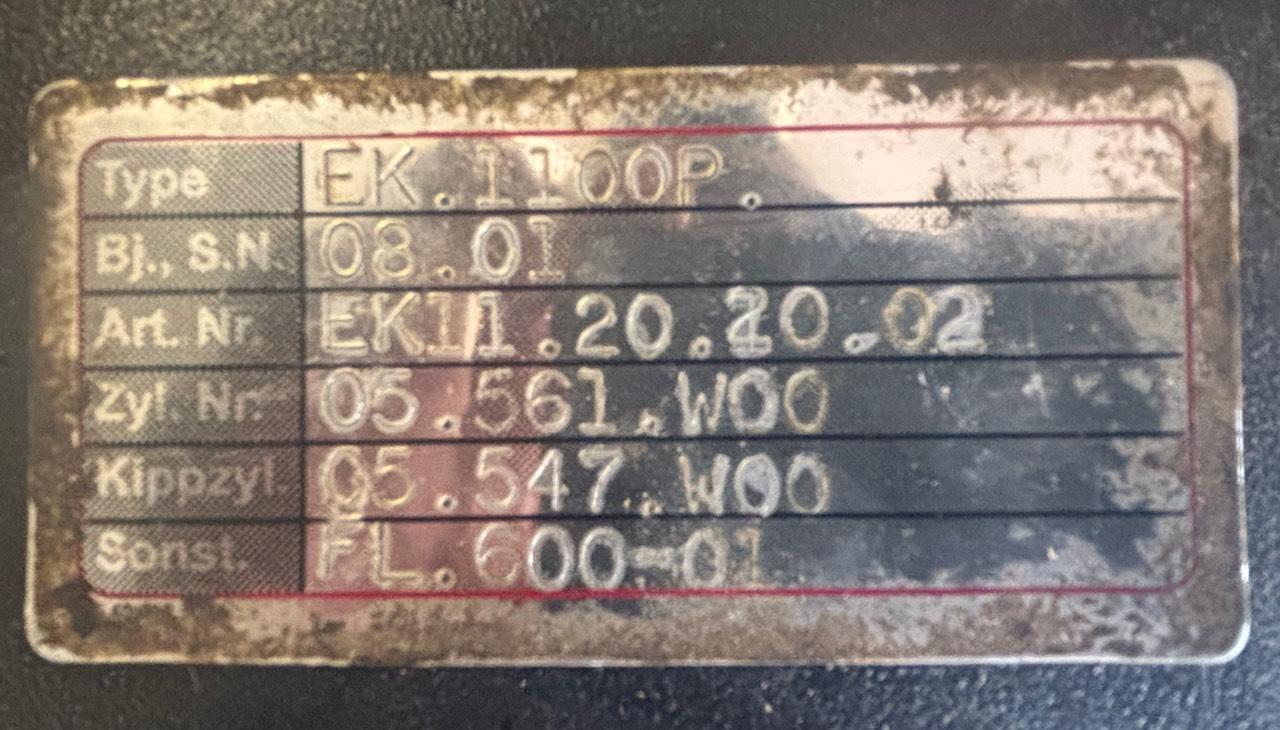 Type EK.1100P.
Bj., S.N. 08.01
Art. Nr. EK11.20.20.02
Zyl. Nr. 05.561.W00
Kippzyl. 05.547.W00
Sonst. FL.600-01